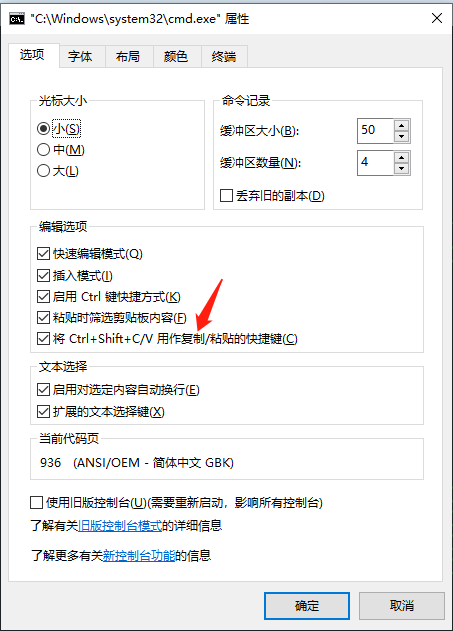 "C:\Windows\system32\cmd.exe" 属性
选项 字体 布局 颜色 终端
光标大小
小(S)
中(M)
大(L)
命令记录
缓冲区大小(B): 50
缓冲区数量(N): 4
丢弃旧的副本(D)
编辑选项
快速编辑模式(Q)
插入模式(I)
启用 Ctrl 键快捷方式(K)
粘贴时筛选剪贴板内容(F)
将 Ctrl+Shift+C/V 用作复制/粘贴的快捷键(C)
文本选择
启用对选定内容自动换行(E)
扩展的文本选择键(X)
当前代码页
936 (ANSI/OEM - 简体中文 GBK)
使用旧版控制台(U)(需要重新启动，影响所有控制台)
了解有关旧版控制台模式的详细信息
了解更多有关新控制台功能的信息
确定 取消